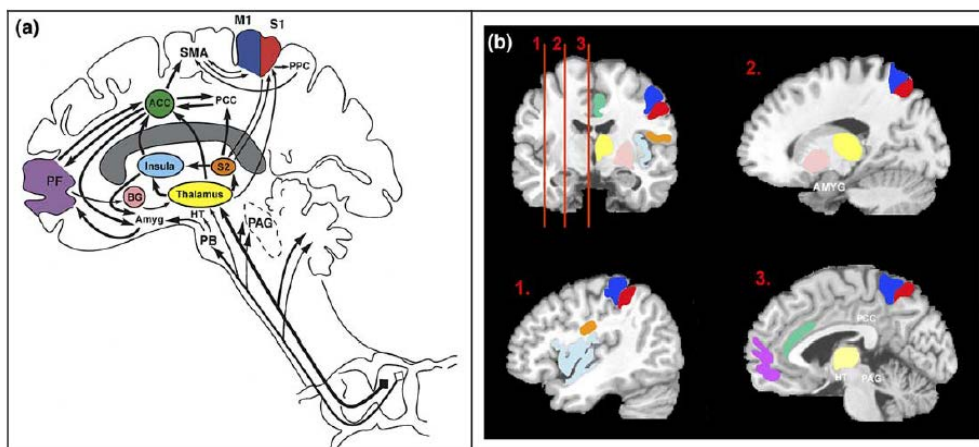 (a)
M1
S1
SMA
PPC
ACC
PCC
Insula
S2
PF
BG
Thalamus
Amyg
HT
PAG
PB
(b)
1 2 3
2.
AMYG
1.
3.
PCC
HT
PAG